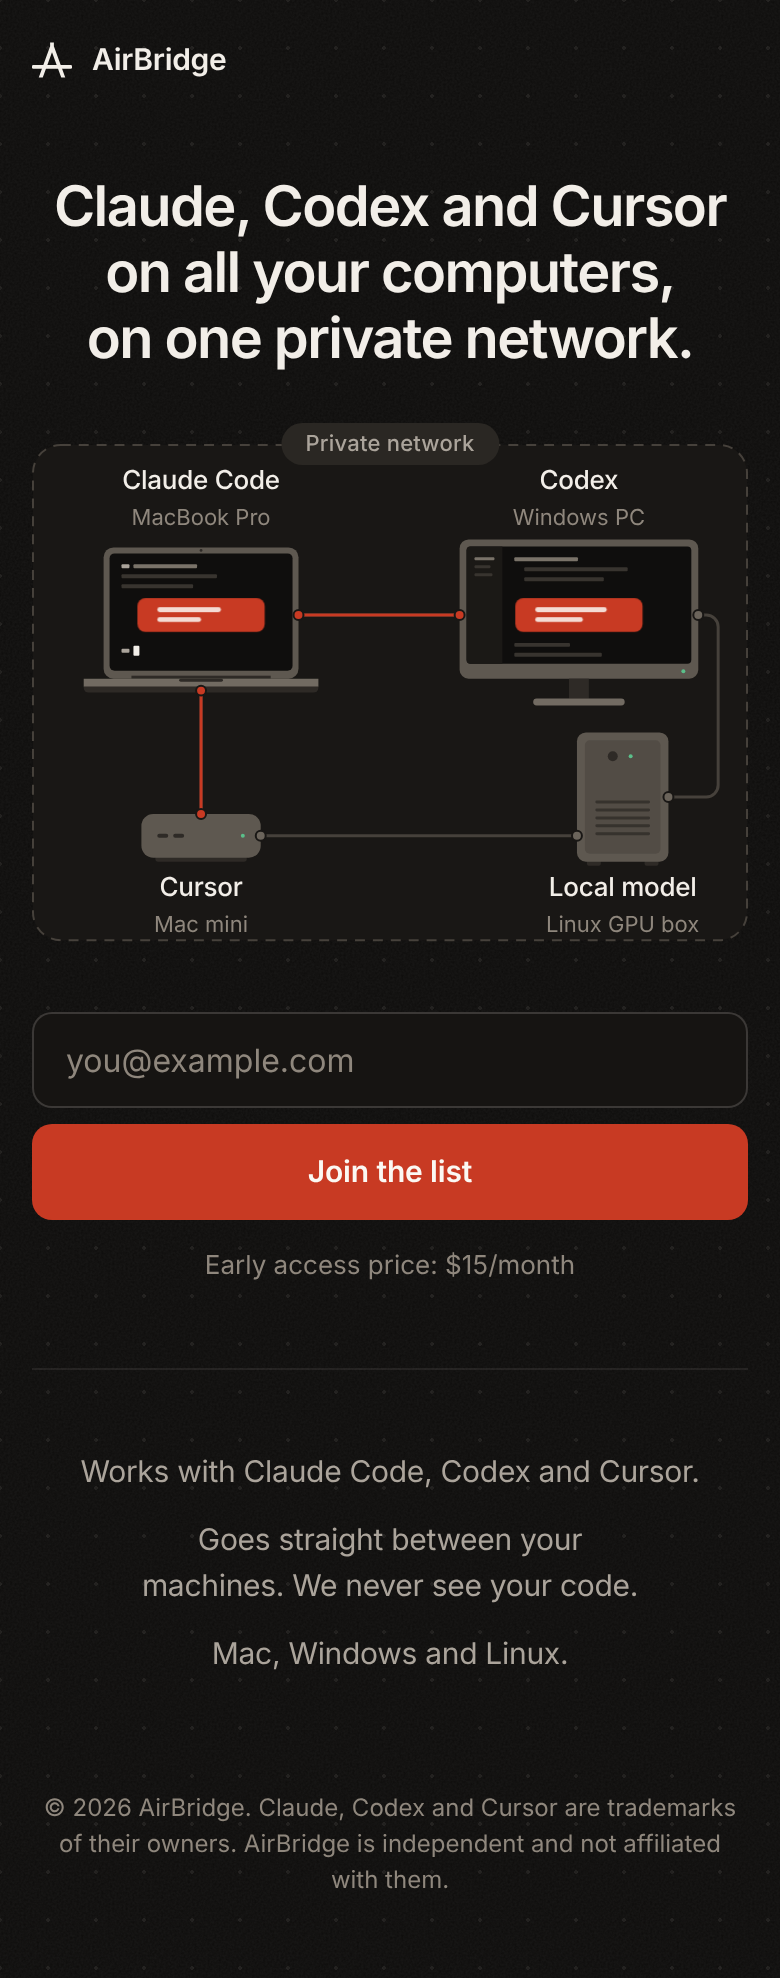 AirBridge
Claude, Codex and Cursor
on all your computers,
on one private network.
Private network
Claude Code
MacBook Pro
Codex
Windows PC
Cursor
Mac mini
Local model
Linux GPU box
you@example.com
Join the list
Early access price: $15/month
Works with Claude Code, Codex and Cursor.
Goes straight between your
machines. We never see your code.
Mac, Windows and Linux.
© 2026 AirBridge. Claude, Codex and Cursor are trademarks
of their owners. AirBridge is independent and not affiliated
with them.